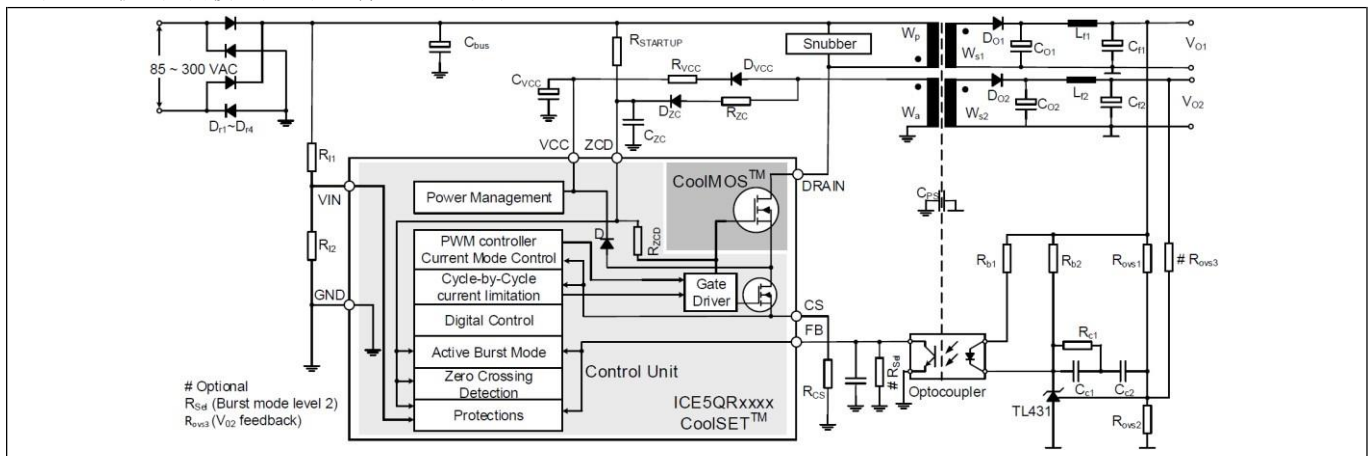 85 ~ 300 VAC
Dr1~Dr4
Cbus
RSTARTUP
Snubber
Wp
Ws1
DO1
CO1
Lf1
Cf1
VO1
CVCC
RVCC
DVCC
DZC
RZC
CZC
Wa
Ws2
DO2
CO2
Lf2
Cf2
VO2
RI1
VIN
RI2
GND
VCC
ZCD
CoolMOS™
DRAIN
Power Management
D
RZCD
PWM controller
Current Mode Control
Cycle-by-Cycle
current limitation
Digital Control
Active Burst Mode
Zero Crossing
Detection
Protections
Gate
Driver
Control Unit
ICE5QRxxxx
CoolSET™
CS
FB
RCS
# RSel
CPS
Optocoupler
Rb1
Rb2
Rovs1
# Rovs3
Rc1
Cc1
Cc2
TL431
Rovs2
# Optional
RSel (Burst mode level 2)
Rovs3 (V02 feedback)